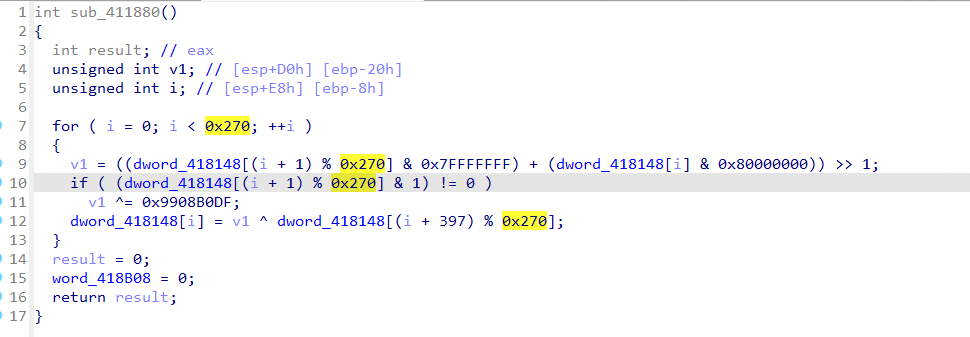 1 int sub_411880()
2 {
3   int result; // eax
4   unsigned int v1; // [esp+D0h] [ebp-20h]
5   unsigned int i; // [esp+E8h] [ebp-8h]
6
7   for ( i = 0; i < 0x270; ++i )
8   {
9     v1 = ((dword_418148[(i + 1) % 0x270] & 0x7FFFFFFF) + (dword_418148[i] & 0x80000000)) >> 1;
10     if ( (dword_418148[(i + 1) % 0x270] & 1) != 0 )
11       v1 ^= 0x9908B0DF;
12     dword_418148[i] = v1 ^ dword_418148[(i + 397) % 0x270];
13   }
14   result = 0;
15   word_418B08 = 0;
16   return result;
17 }